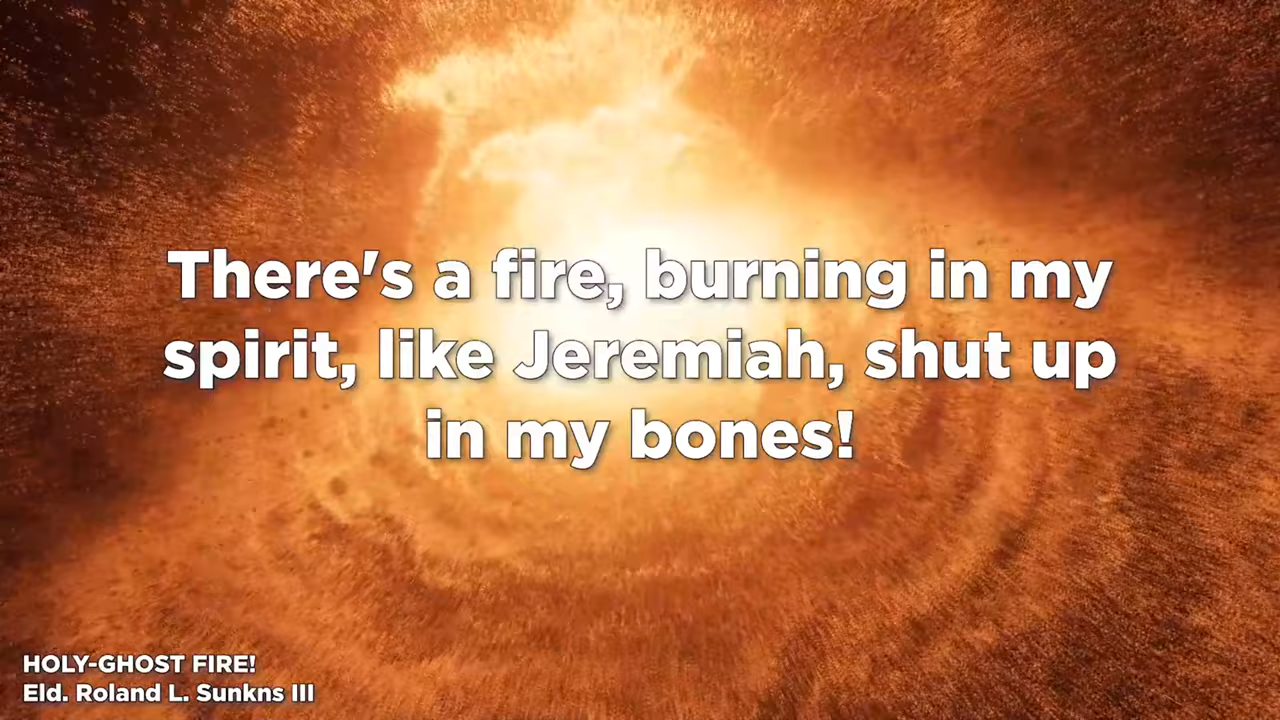 There's a fire, burning in my
spirit, like Jeremiah, shut up
in my bones!
HOLY-GHOST FIRE!
Eld. Roland L. Sunkns III